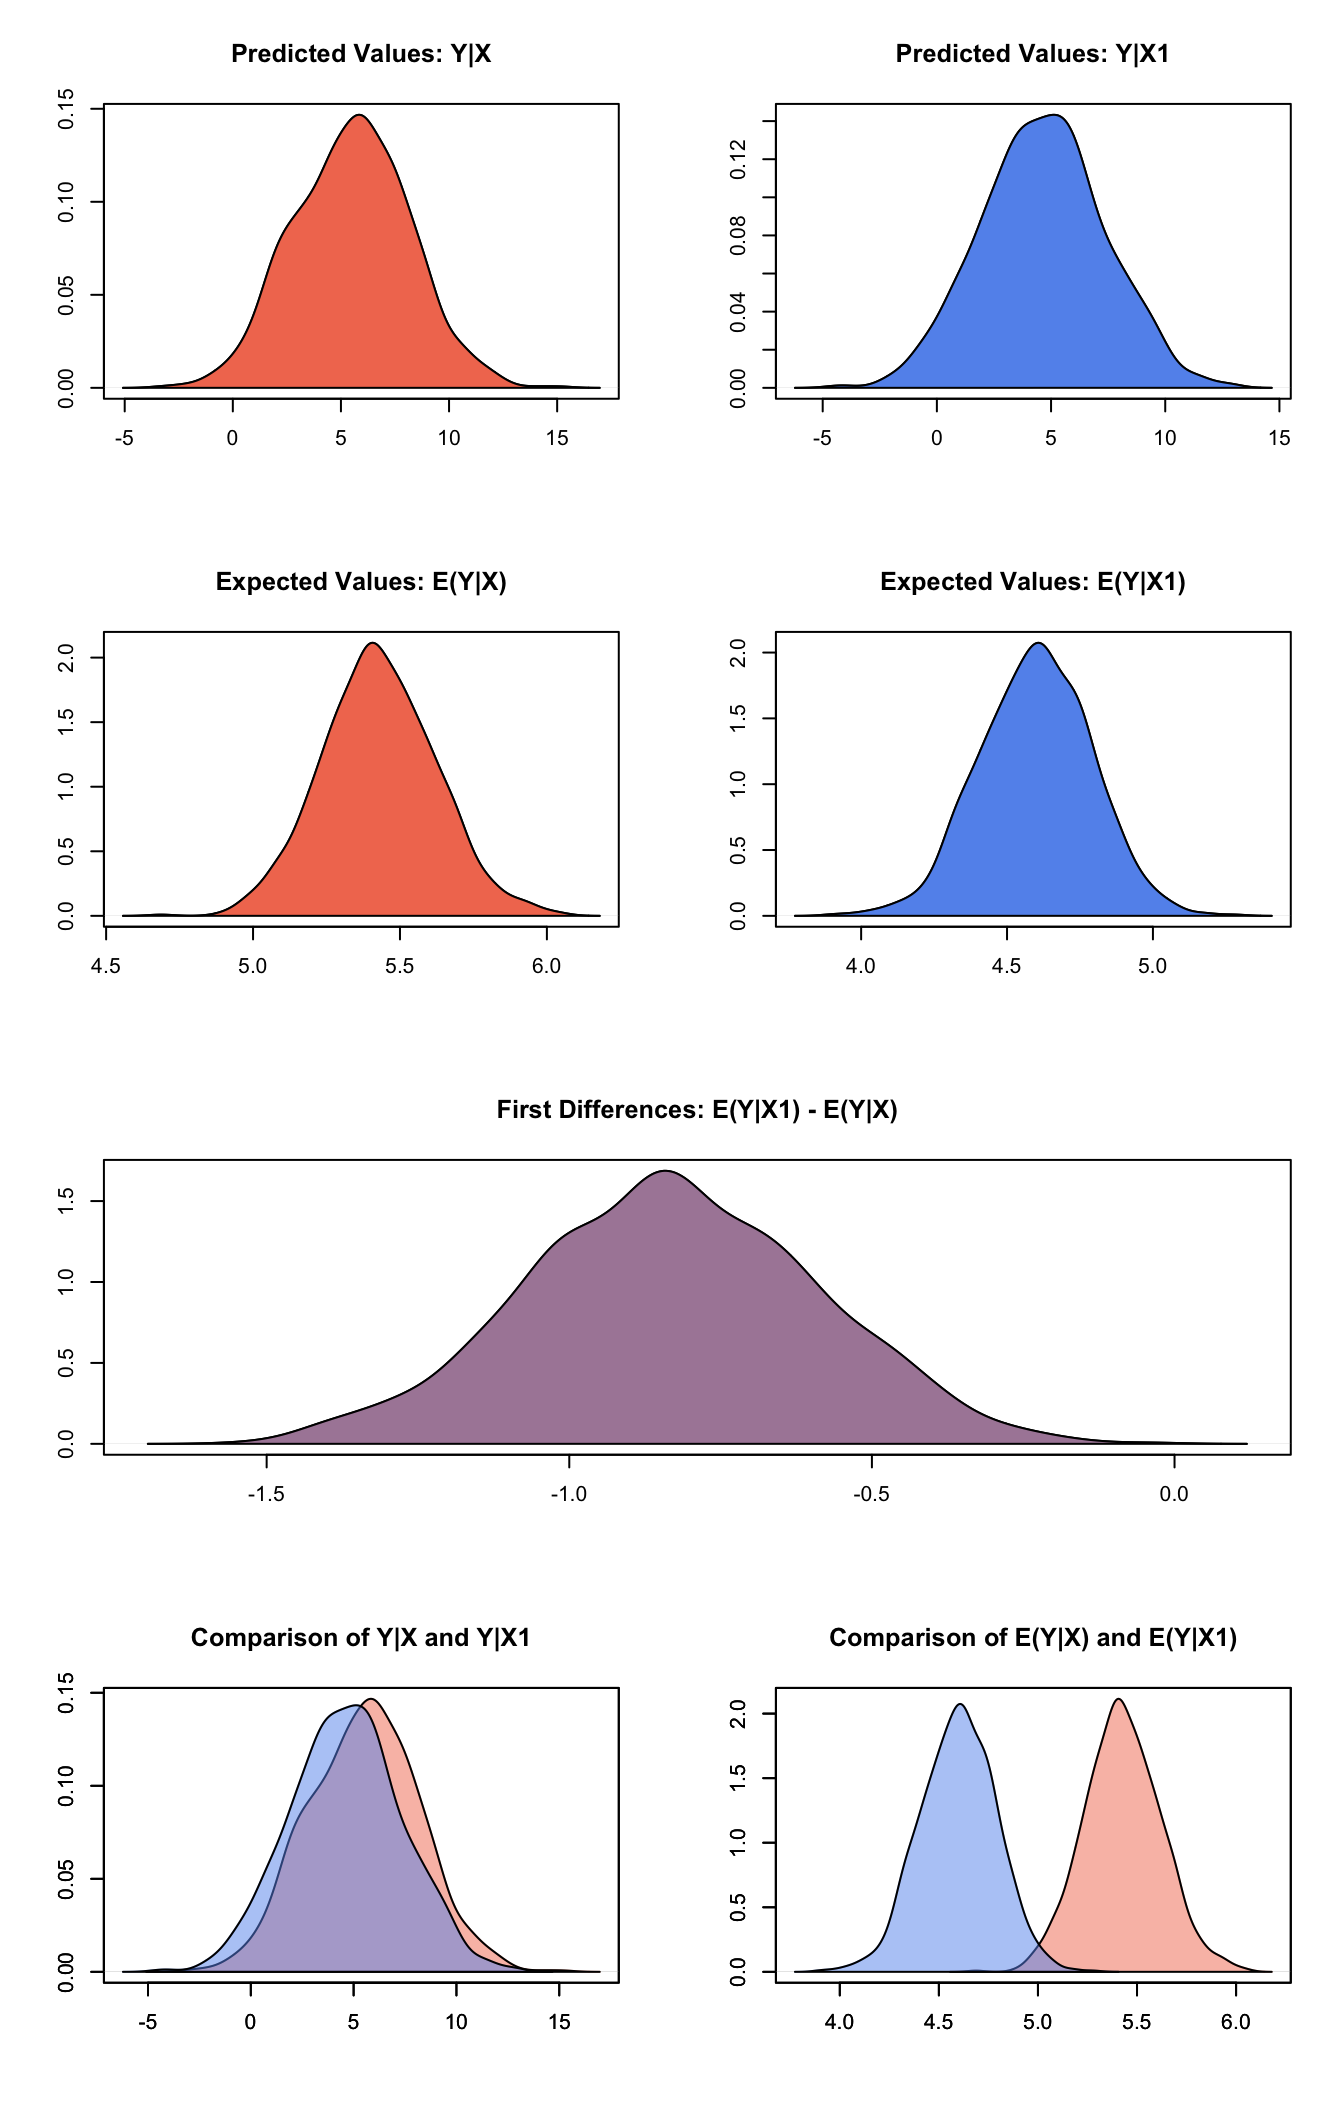 Predicted Values: Y|X
0.00 0.05 0.10 0.15
-5 0 5 10 15
Predicted Values: Y|X1
0.00 0.04 0.08 0.12
-5 0 5 10 15
Expected Values: E(Y|X)
0.0 0.5 1.0 1.5 2.0
4.5 5.0 5.5 6.0
Expected Values: E(Y|X1)
0.0 0.5 1.0 1.5 2.0
4.0 4.5 5.0
First Differences: E(Y|X1) - E(Y|X)
0.0 0.5 1.0 1.5
-1.5 -1.0 -0.5 0.0
Comparison of Y|X and Y|X1
0.00 0.05 0.10 0.15
-5 0 5 10 15
Comparison of E(Y|X) and E(Y|X1)
0.0 0.5 1.0 1.5 2.0
4.0 4.5 5.0 5.5 6.0